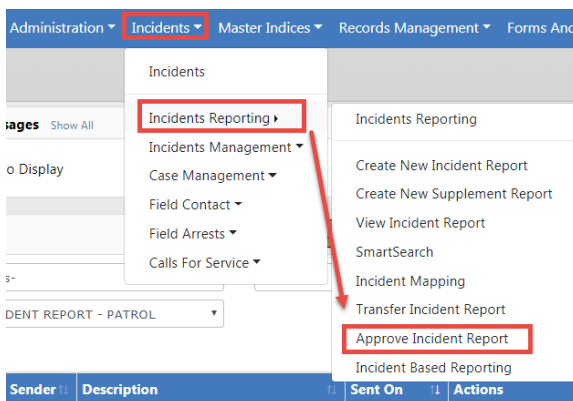 Administration Incidents Master Indices Records Management Forms And
Incidents
Incidents Reporting
Incidents Management
Case Management
Field Contact
Field Arrests
Calls For Service
Incidents Reporting
Create New Incident Report
Create New Supplement Report
View Incident Report
SmartSearch
Incident Mapping
Transfer Incident Report
Approve Incident Report
Incident Based Reporting
sages Show All
o Display
s-
DENT REPORT - PATROL
Sender Description Sent On Actions